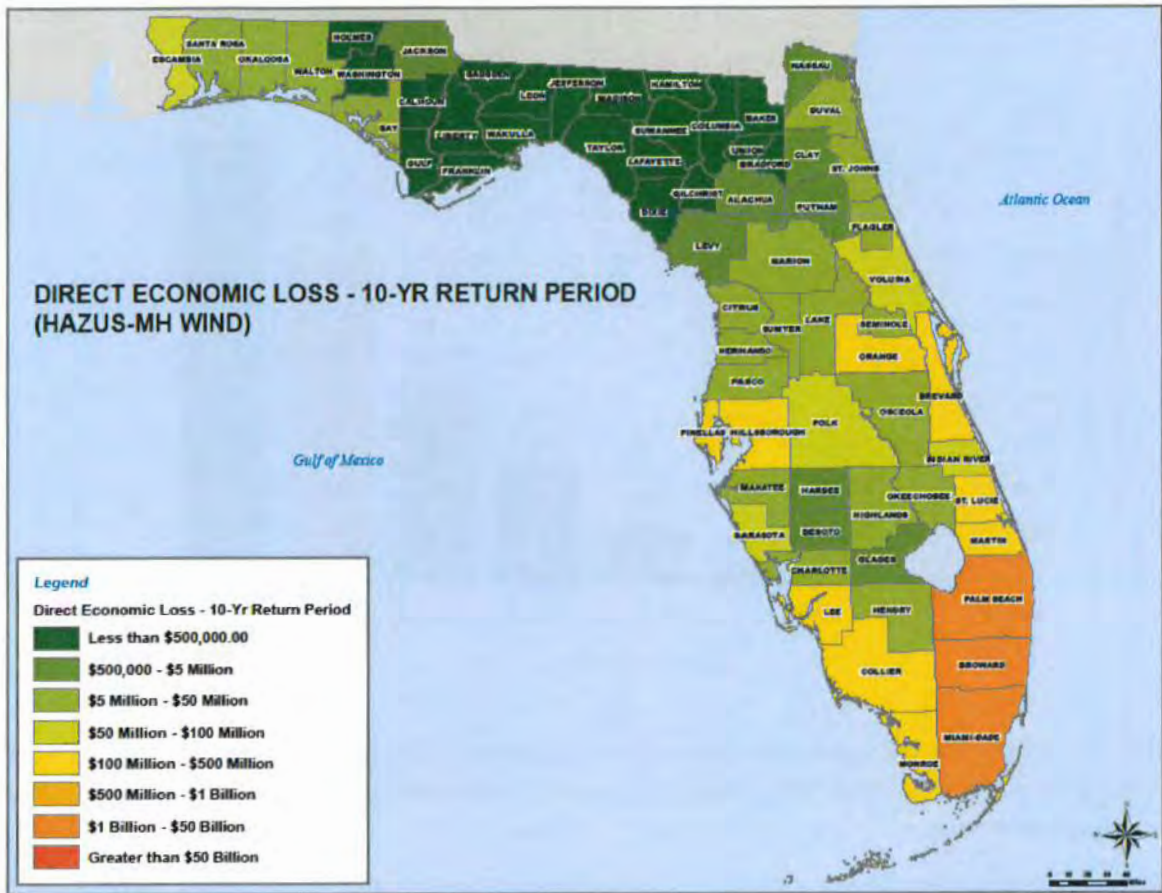 HOLMES
JACKSON
SANTA ROSA
ESCAMBIA
OKALOOSA
WALTON
WASHINGTON
GADSDEN
CALHOUN
LEON
JEFFERSON
MADISON
HAMILTON
BAY
LIBERTY
WAKULLA
GULF
FRANKLIN
TAYLOR
SUWANNEE
COLUMBIA
BAKER
LAFAYETTE
UNION
BRADFORD
NASSAU
DUVAL
CLAY
ST. JOHNS
GILCHRIST
ALACHUA
PUTNAM
DIXIE
FLAGLER
LEVY
MARION
VOLUSIA
Atlantic Ocean
DIRECT ECONOMIC LOSS - 10-YR RETURN PERIOD
(HAZUS-MH WIND)
CITRUS
SUMTER
LAKE
SEMINOLE
HERNANDO
ORANGE
PASCO
BREVARD
OSCEOLA
POLK
PINELLAS
HILLSBOROUGH
INDIAN RIVER
Gulf of Mexico
MANATEE
HARDEE
OKEECHOBEE
ST. LUCIE
HIGHLANDS
SARASOTA
DESOTO
MARTIN
GLADES
CHARLOTTE
LEE
HENDRY
PALM BEACH
COLLIER
BROWARD
MIAMI-DADE
MONROE
Legend
Direct Economic Loss - 10-Yr Return Period
Less than $500,000.00
$500,000 - $5 Million
$5 Million - $50 Million
$50 Million - $100 Million
$100 Million - $500 Million
$500 Million - $1 Billion
$1 Billion - $50 Billion
Greater than $50 Billion